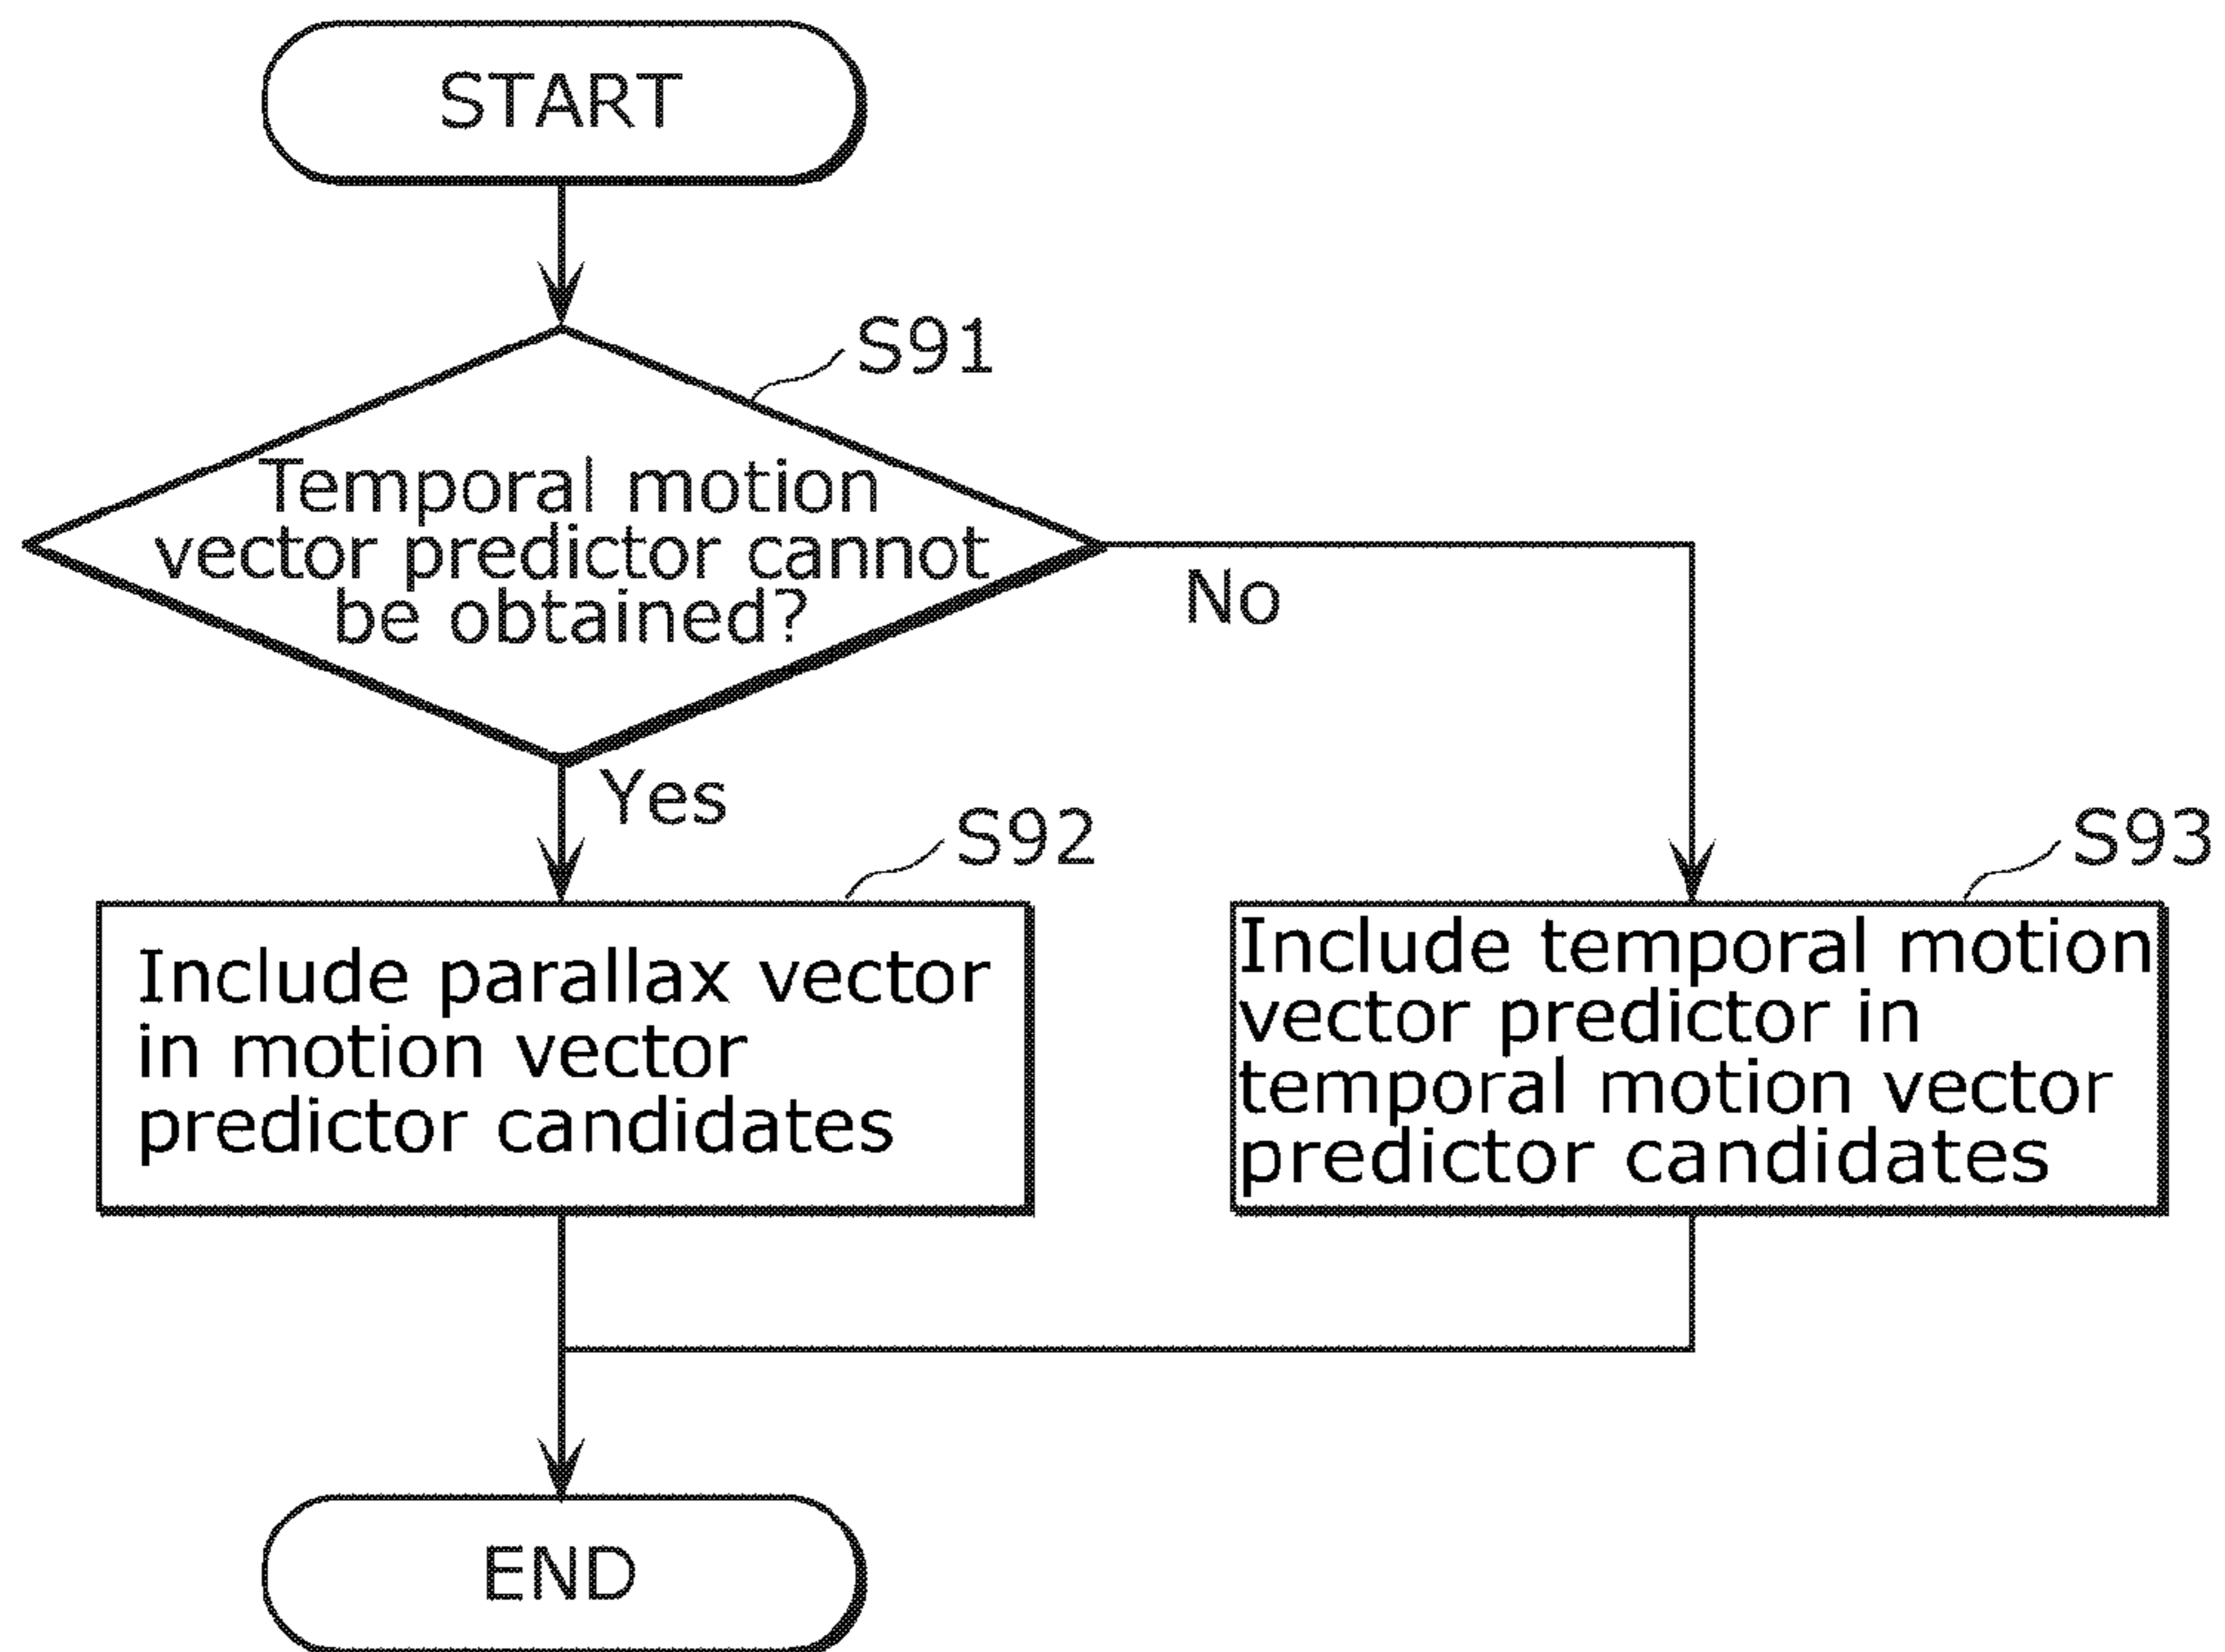 START
S91
Temporal motion
vector predictor cannot
be obtained?
No
Yes
S92
Include parallax vector
in motion vector
predictor candidates
S93
Include temporal motion
vector predictor in
temporal motion vector
predictor candidates
END